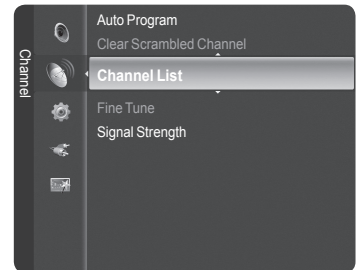 Channel
Auto Program
Clear Scrambled Channel
Channel List
Fine Tune
Signal Strength